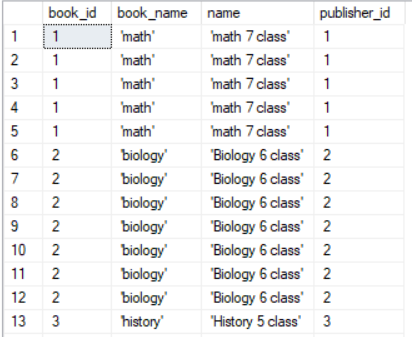 book_id book_name name publisher_id
1 1 'math' 'math 7 class' 1
2 1 'math' 'math 7 class' 1
3 1 'math' 'math 7 class' 1
4 1 'math' 'math 7 class' 1
5 1 'math' 'math 7 class' 1
6 2 'biology' 'Biology 6 class' 2
7 2 'biology' 'Biology 6 class' 2
8 2 'biology' 'Biology 6 class' 2
9 2 'biology' 'Biology 6 class' 2
10 2 'biology' 'Biology 6 class' 2
11 2 'biology' 'Biology 6 class' 2
12 2 'biology' 'Biology 6 class' 2
13 3 'history' 'History 5 class' 3